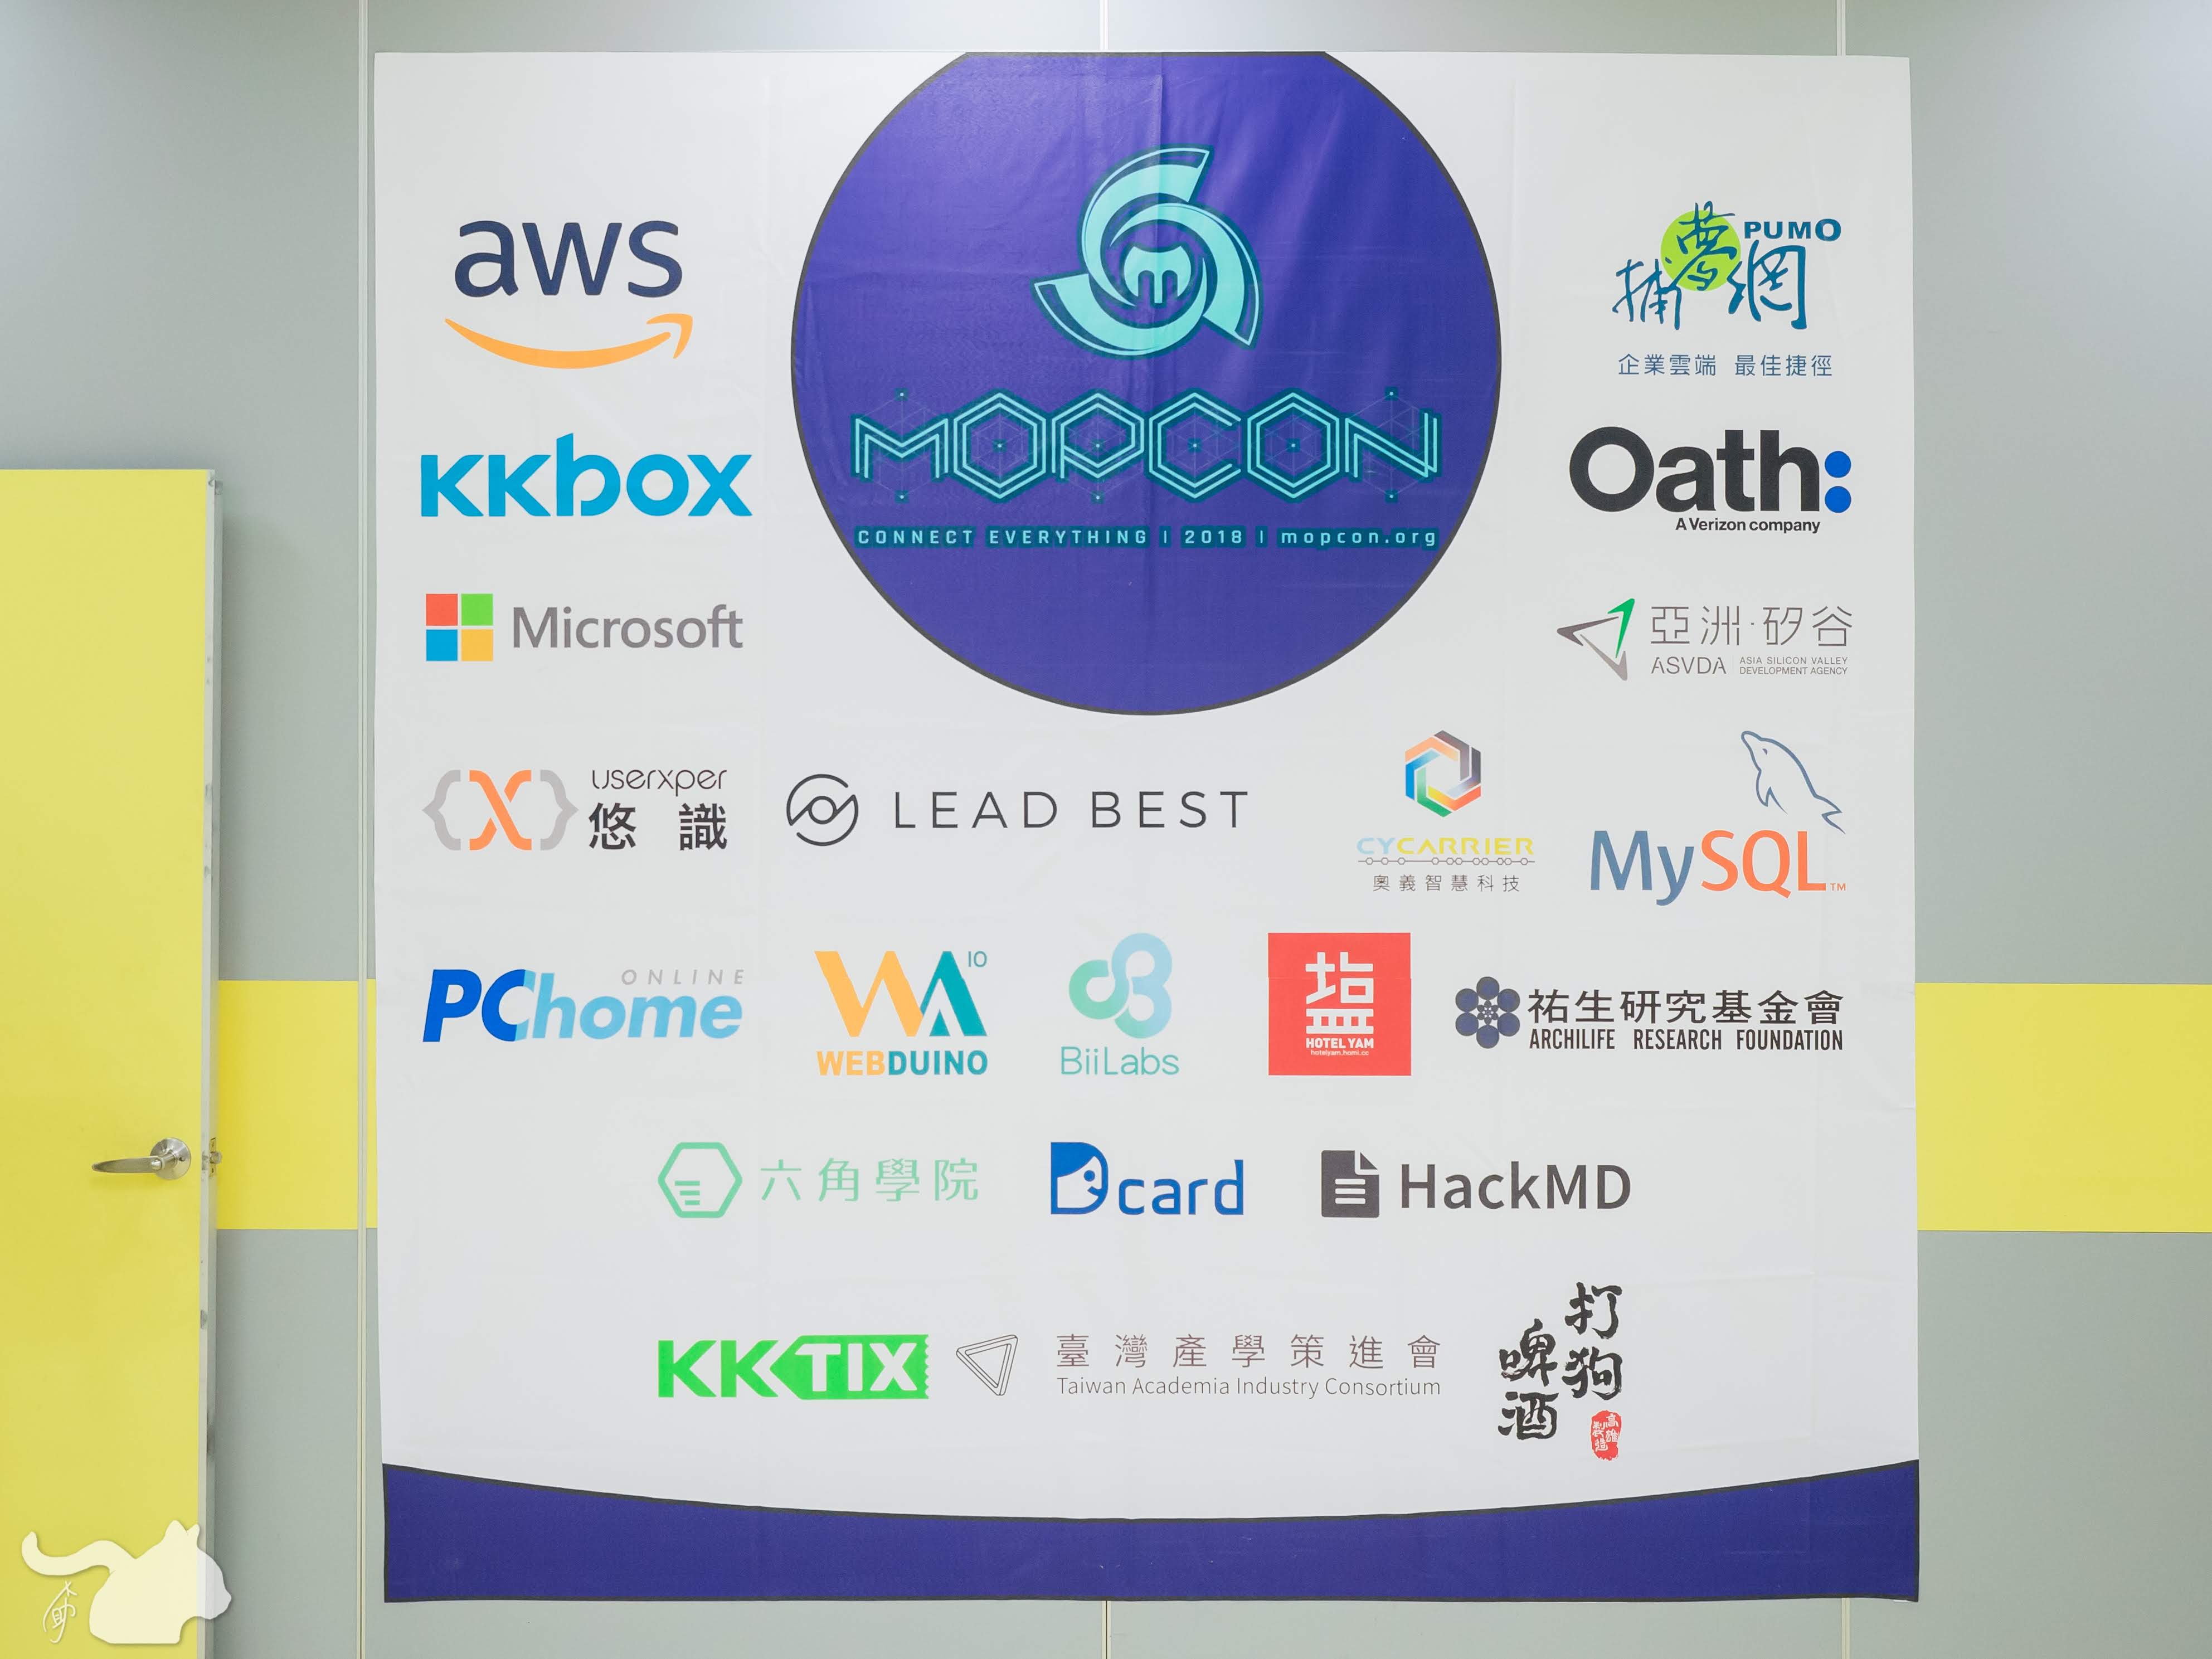 MOPCON
CONNECT EVERYTHING | 2018 | mopcon.org
aws
PUMO
捕夢網
企業雲端 最佳捷徑
KKBOX
Oath:
A Verizon company
Microsoft
亞洲·矽谷
ASVDA ASIA SILICON VALLEY
DEVELOPMENT AGENCY
userxper
悠識
LEAD BEST
CYCARRIER
奧義智慧科技
MySQL™
ONLINE
PChome
IO
WEBDUINO
BiiLabs
塩
HOTEL YAM
hotelyam.homi.cc
祐生研究基金會
ARCHILIFE RESEARCH FOUNDATION
六角學院
Dcard
HackMD
KKTIX
臺灣產學策進會
Taiwan Academia Industry Consortium
打狗
啤酒